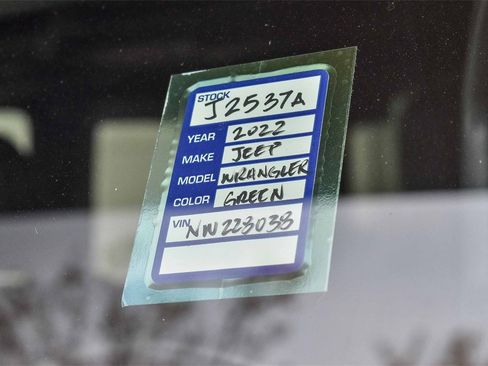 STOCK J2537A
YEAR 2022
MAKE JEEP
MODEL WRANGLER
COLOR GREEN
VIN NW223038